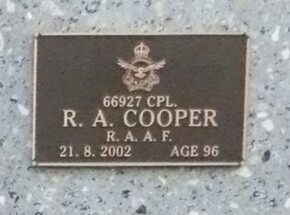 66927 CPL.
R. A. COOPER
R. A. A. F.
21. 8. 2002 AGE 96